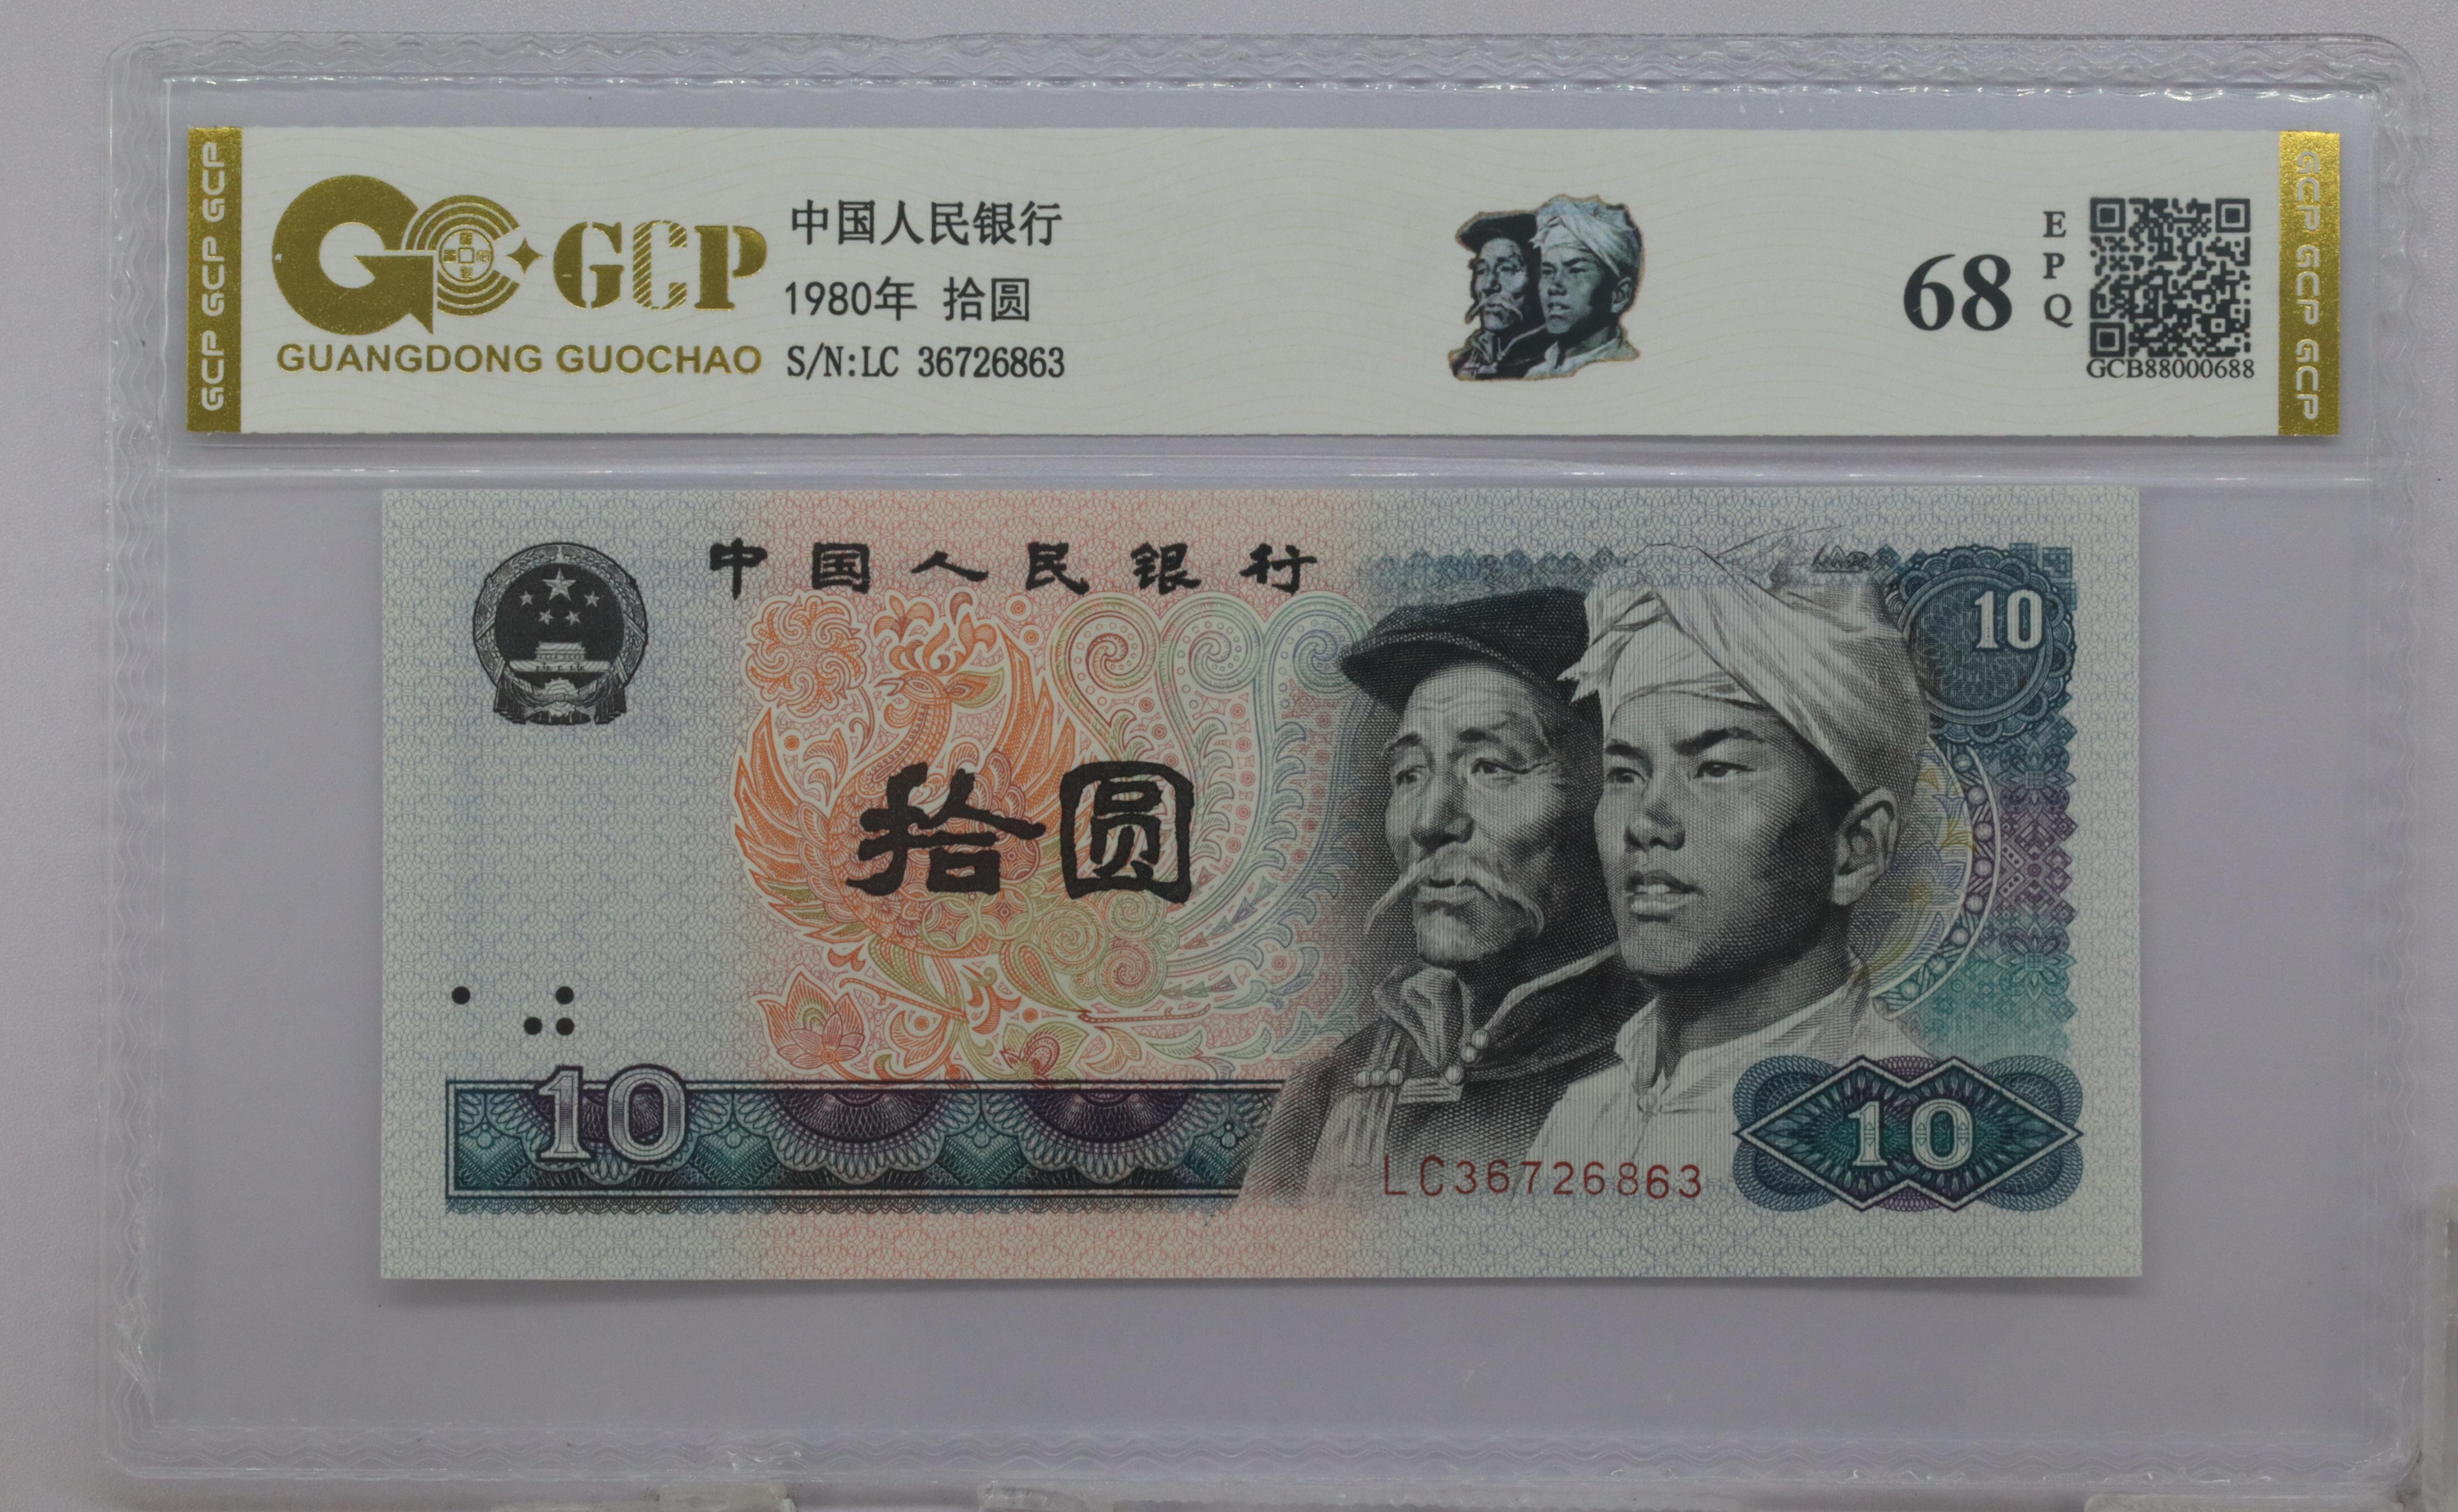 GCP GCP GCP
GCP
GUANGDONG GUOCHAO
中国人民银行
1980年 拾圆
S/N:LC 36726863
68
EPQ
GCB88000688
GCP GCP GCP
中国人民银行
10
拾圆
10
LC36726863
10